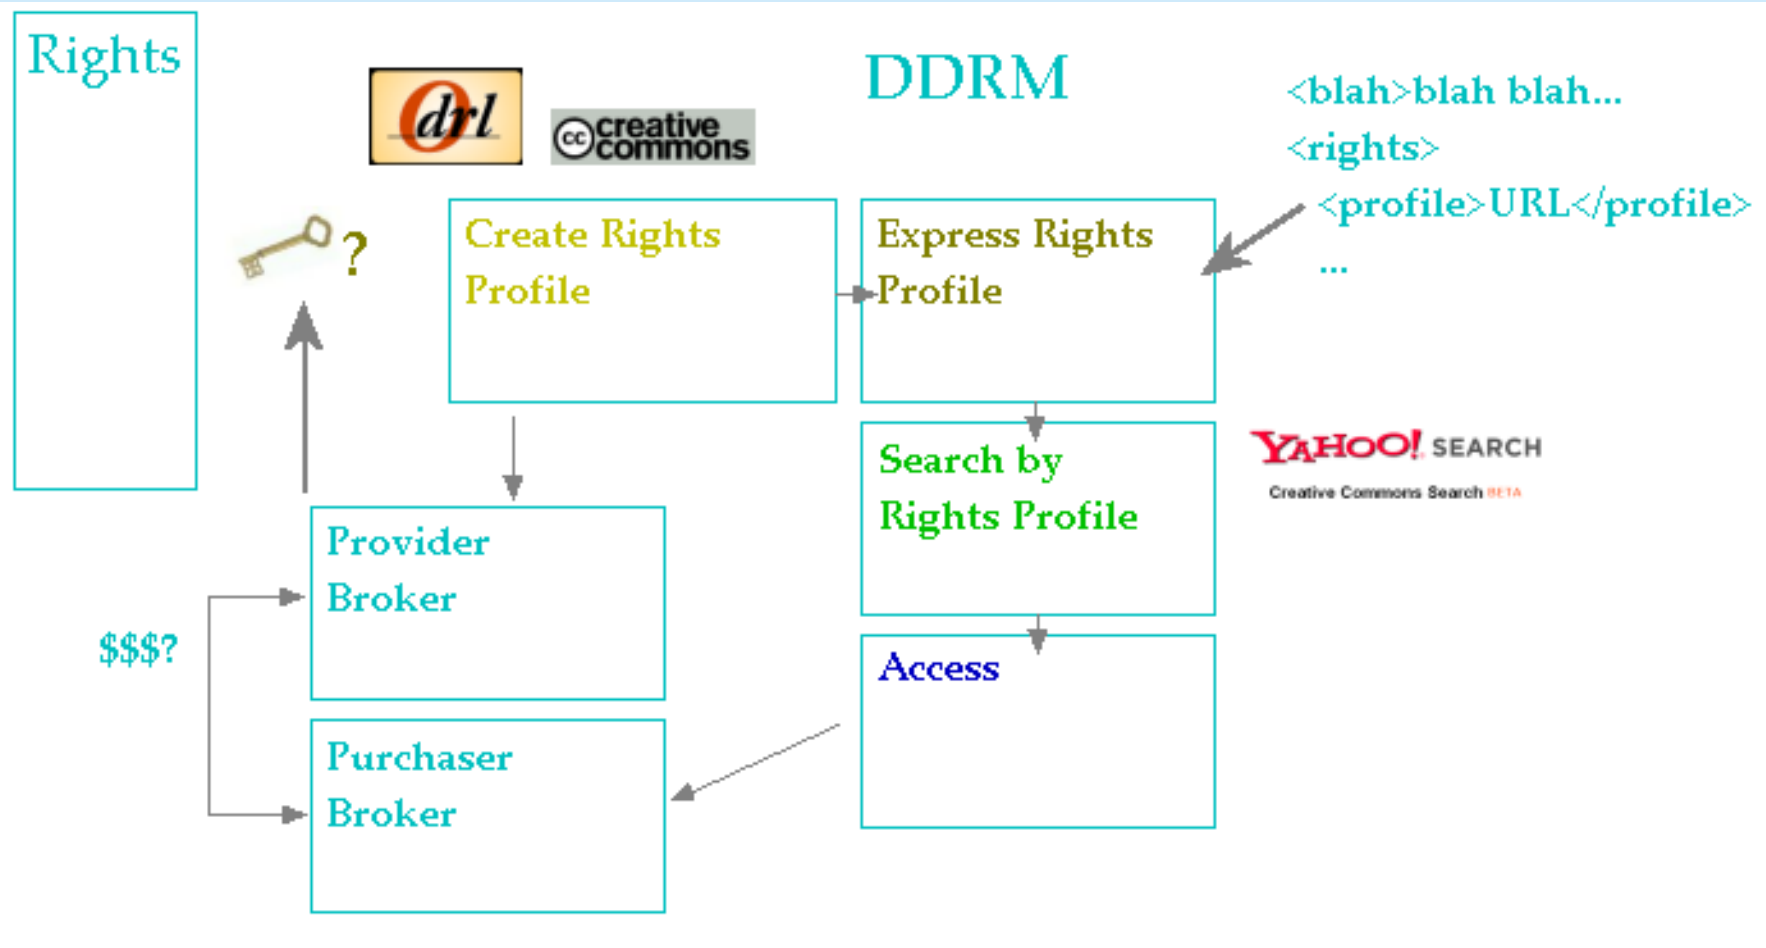 Rights
DDRM
Odrl
cc creative
commons
<blah>blah blah...
<rights>
<profile>URL</profile>
...
?
Create Rights
Profile
Express Rights
Profile
Search by
Rights Profile
YAHOO! SEARCH
Creative Commons Search BETA
Provider
Broker
$$$?
Access
Purchaser
Broker